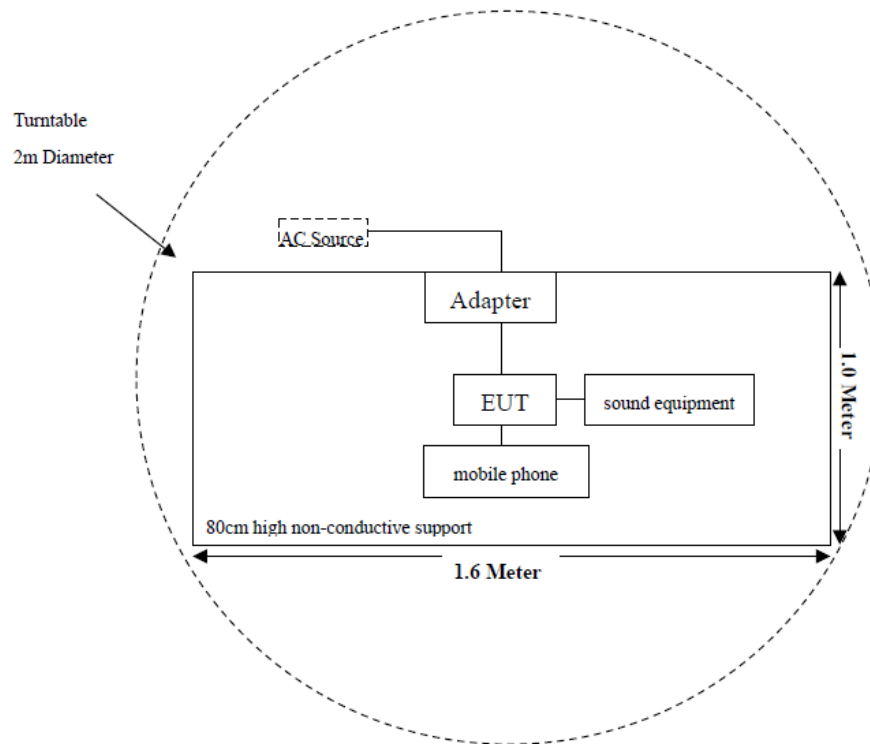 Turntable
2m Diameter
AC Source
Adapter
1.0 Meter
EUT
sound equipment
mobile phone
80cm high non-conductive support
1.6 Meter